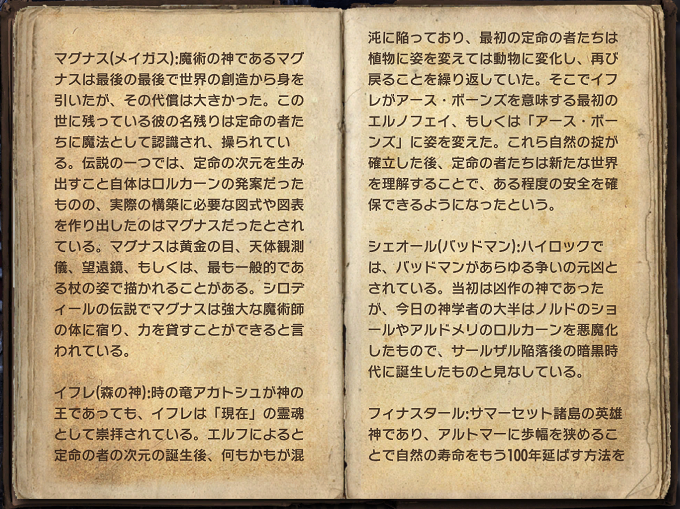 マグナス(メイガス):魔術の神であるマグ
ナスは最後の最後で世界の創造から身を
引いたが、その代償は大きかった。この
世に残っている彼の名残りは定命の者た
ちに魔法として認識され、操られてい
る。伝説の一つでは、定命の次元を生み
出すこと自体はロルカーンの発案だった
ものの、実際の構築に必要な図式や図表
を作り出したのはマグナスだったとされ
ている。マグナスは黄金の目、天体観測
儀、望遠鏡、もしくは、最も一般的であ
る杖の姿で描かれることがある。シロデ
ィールの伝説でマグナスは強大な魔術師
の体に宿り、力を貸すことができると言
われている。
イフレ(森の神):時の竜アカトシュが神の
王であっても、イフレは「現在」の霊魂
として崇拝されている。エルフによると
定命の者の次元の誕生後、何もかもが混
沌に陥っており、最初の定命の者たちは
植物に姿を変えては動物に変化し、再び
戻ることを繰り返していた。そこでイフ
レがアース・ボーンズを意味する最初の
エルノフェイ、もしくは「アース・ボー
ンズ」に姿を変えた。これら自然の掟が
確立した後、定命の者たちは新たな世界
を理解することで、ある程度の安全を確
保できるようになったという。
シェオール(バッドマン):ハイロックで
は、バッドマンがあらゆる争いの元凶と
されている。当初は凶作の神であった
が、今日の神学者の大半はノルドのショ
ールやアルドメリのロルカーンを悪魔化
したもので、サールザル陥落後の暗黒時
代に誕生したものと見なしている。
フィナスタール:サマーセット諸島の英雄
神であり、アルトマーに歩幅を狭めるこ
とで自然の寿命をもう100年延ばす方法を